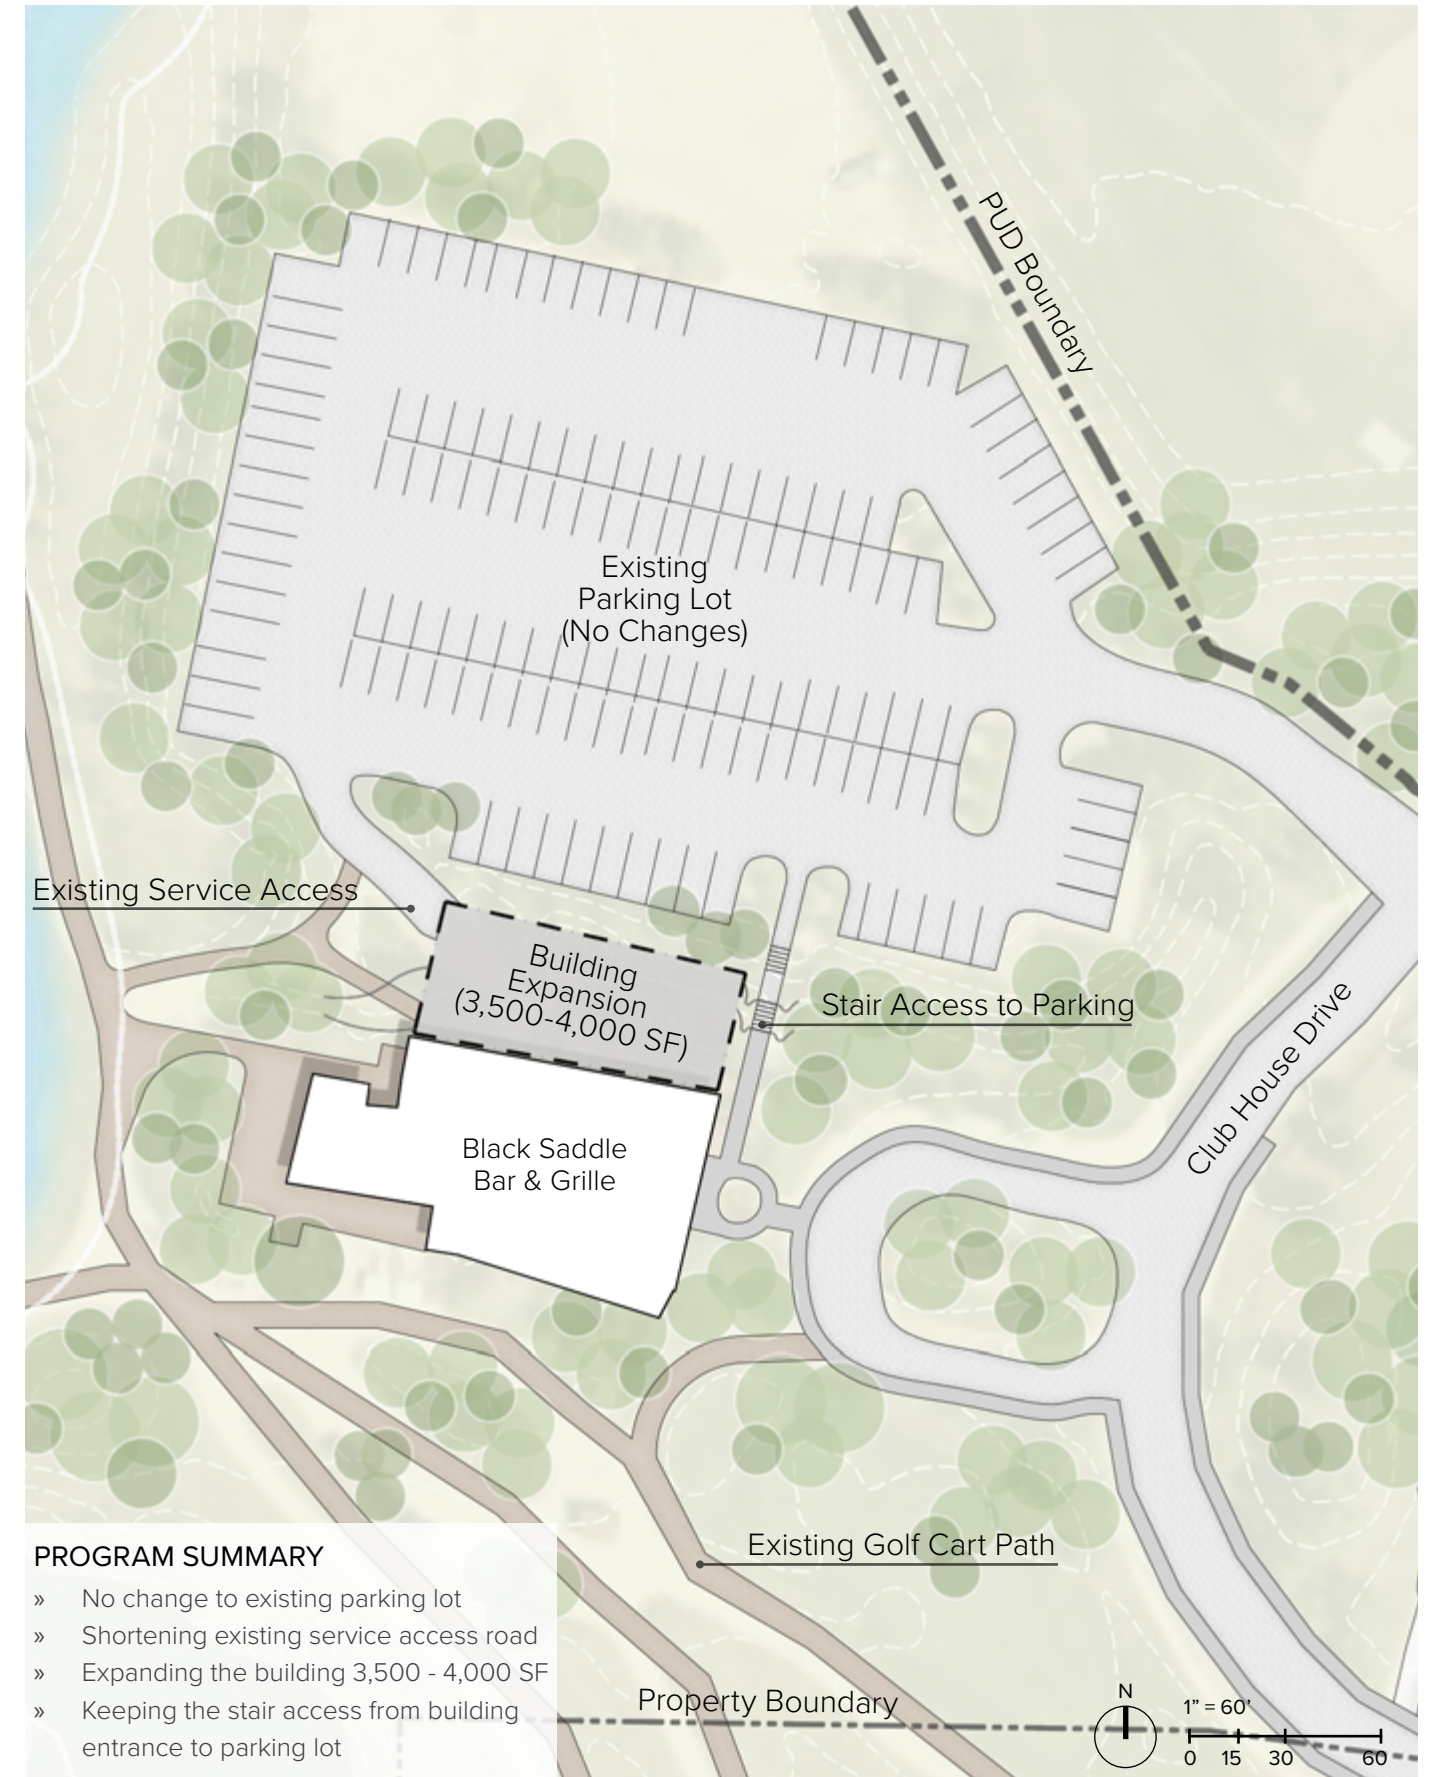 PUD Boundary
Existing
Parking Lot
(No Changes)
Existing Service Access
Building
Expansion
(3,500-4,000 SF)
Stair Access to Parking
Club House Drive
Black Saddle
Bar & Grille
Existing Golf Cart Path
PROGRAM SUMMARY
» No change to existing parking lot
» Shortening existing service access road
» Expanding the building 3,500 - 4,000 SF
» Keeping the stair access from building
entrance to parking lot
Property Boundary
N
1” = 60’
0 15 30 60